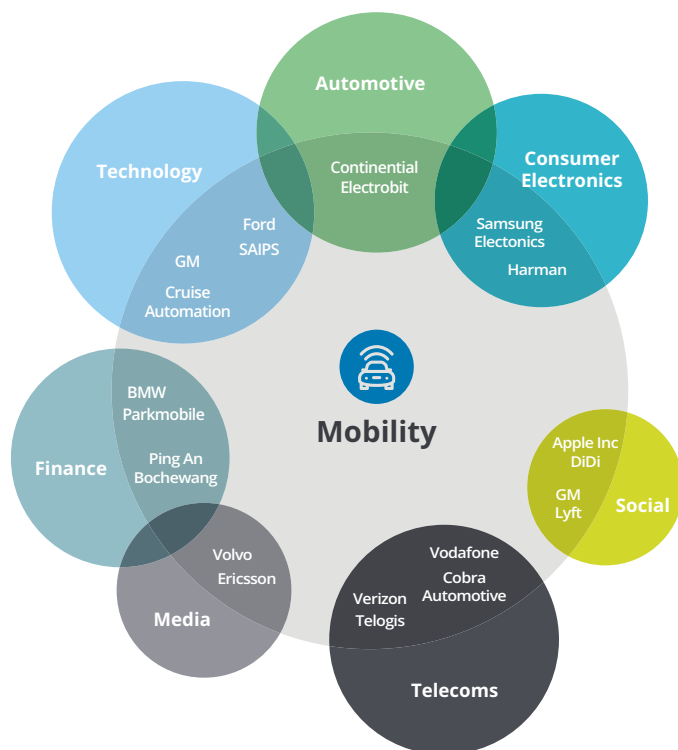 Automotive
Continental
Electrobit
Technology
Ford
SAIPS
GM
Cruise
Automation
Consumer
Electronics
Samsung
Electonics
Harman
Mobility
BMW
Parkmobile
Finance
Ping An
Bochewang
Apple Inc
DiDi
GM
Lyft
Social
Volvo
Ericsson
Media
Vodafone
Cobra
Automotive
Verizon
Telogis
Telecoms